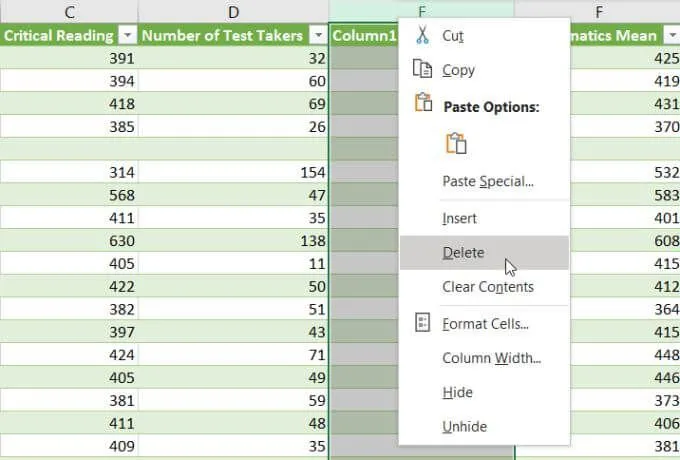 C D E F
Critical Reading Number of Test Takers Column1 matics Mean
391 32 425
394 60 419
418 69 431
385 26 370
314 154 532
568 47 583
411 35 401
630 138 608
405 11 415
422 50 412
382 51 364
397 43 415
424 71 448
405 49 446
381 59 373
411 48 406
409 35 381
Cut
Copy
Paste Options:
Paste Special...
Insert
Delete
Clear Contents
Format Cells...
Column Width...
Hide
Unhide